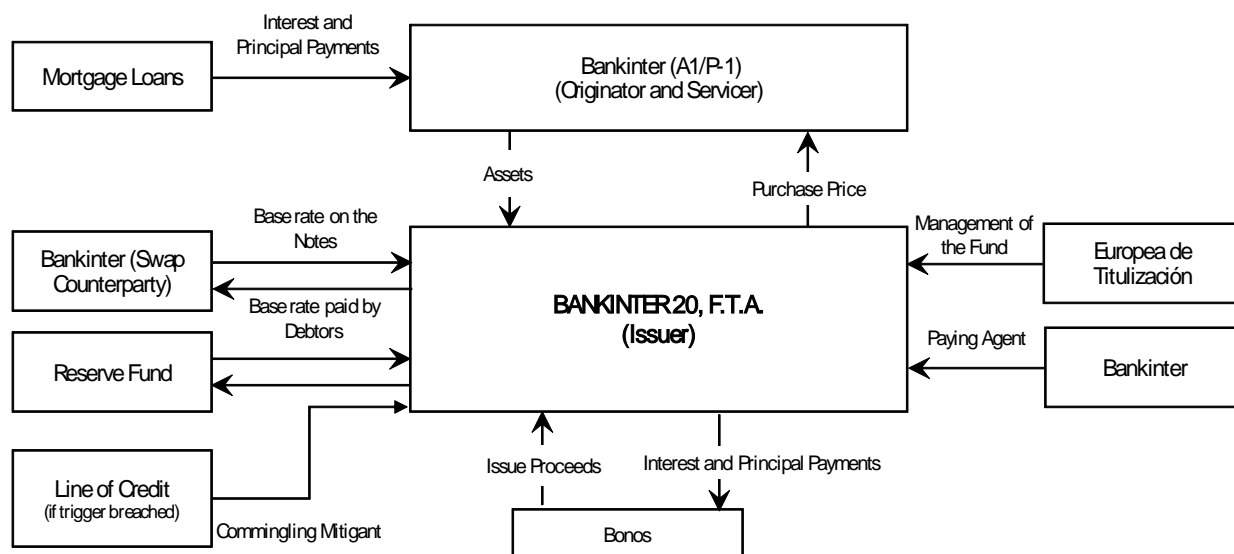 Interest and
Principal Payments
Mortgage Loans
Bankinter (A1/P-1)
(Originator and Servicer)
Assets
Purchase Price
Base rate on the
Notes
Management of
the Fund
Bankinter (Swap
Counterparty)
Europea de
Titulización
Base rate paid by
Debtors
BANKINTER 20, F.T.A.
(Issuer)
Reserve Fund
Paying Agent
Bankinter
Issue Proceeds
Interest and Principal Payments
Line of Credit
(if trigger breached)
Commingling Mitigant
Bonos